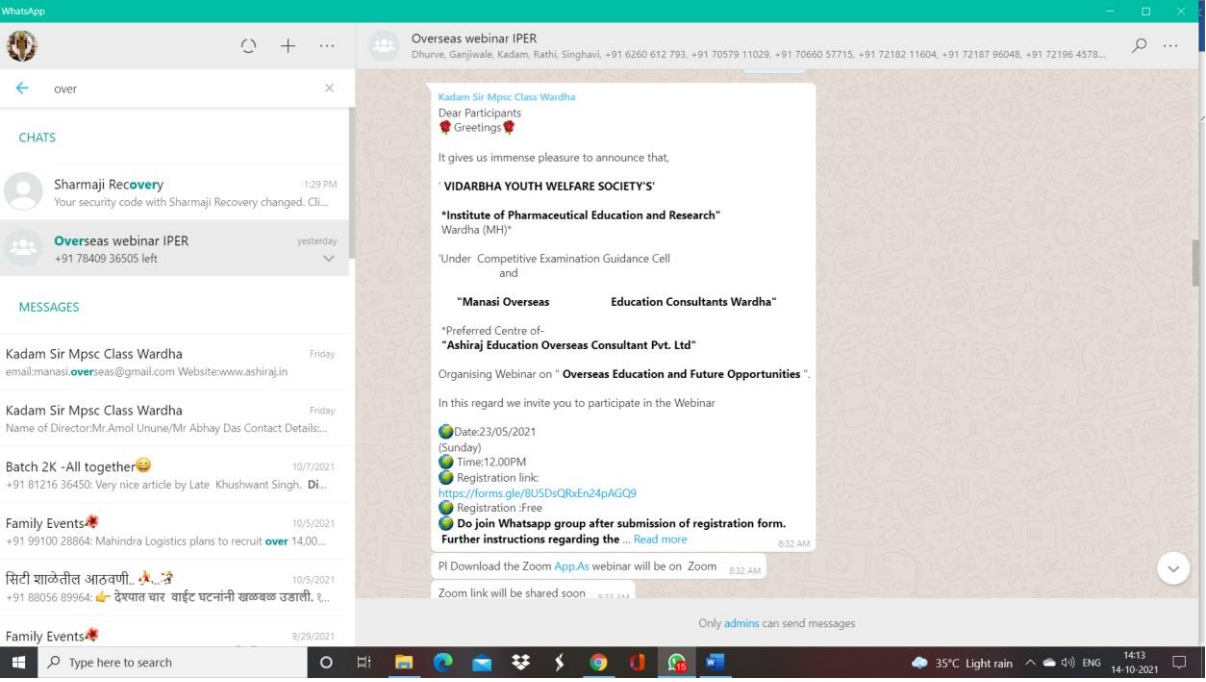 WhatsApp
over
CHATS
Sharmaji Recovery
1:29 PM
Your security code with Sharmaji Recovery changed. Cli...
Overseas webinar IPER
yesterday
+91 78409 36505 left
MESSAGES
Kadam Sir Mpsc Class Wardha
Friday
email:manasi.overseas@gmail.com Website:www.ashiraj.in
Kadam Sir Mpsc Class Wardha
Friday
Name of Director:Mr.Amol Unune/Mr Abhay Das Contact Details:...
Batch 2K -All together😄
10/7/2021
+91 81216 36450: Very nice article by Late Khushwant Singh. Di...
Family Events🌺
10/5/2021
+91 99100 28864: Mahindra Logistics plans to recruit over 14,00...
सिटी शाळेतील आठवणी..
10/5/2021
+91 88056 89964: 👉 देश्यात चार वाईट घटनांनी खळबळ उडाली. १...
Family Events🌺
9/29/2021
Overseas webinar IPER
Dhurve, Ganjiwale, Kadam, Rathi, Singhavi, +91 6260 612 793, +91 70579 11029, +91 70660 57715, +91 72182 11604, +91 72187 96048, +91 72196 4578...
Kadam Sir Mpsc Class Wardha
Dear Participants
🌹Greetings🌹
It gives us immense pleasure to announce that,
' VIDARBHA YOUTH WELFARE SOCIETY'S'
*Institute of Pharmaceutical Education and Research"
Wardha (MH)*
'Under Competitive Examination Guidance Cell
and
"Manasi Overseas Education Consultants Wardha"
*Preferred Centre of-
"Ashiraj Education Overseas Consultant Pvt. Ltd"
Organising Webinar on " Overseas Education and Future Opportunities ".
In this regard we invite you to participate in the Webinar
🌍Date:23/05/2021
(Sunday)
🌍 Time:12.00PM
🌍 Registration link:
https://forms.gle/8U5DsQRxEn24pAGQ9
🌍 Registration :Free
🌍 Do join Whatsapp group after submission of registration form.
Further instructions regarding the ... Read more
8:32 AM
Pl Download the Zoom App.As webinar will be on Zoom
8:32 AM
Zoom link will be shared soon
8:33 AM
Only admins can send messages
Type here to search
15
35°C Light rain
ENG
14:13
14-10-2021